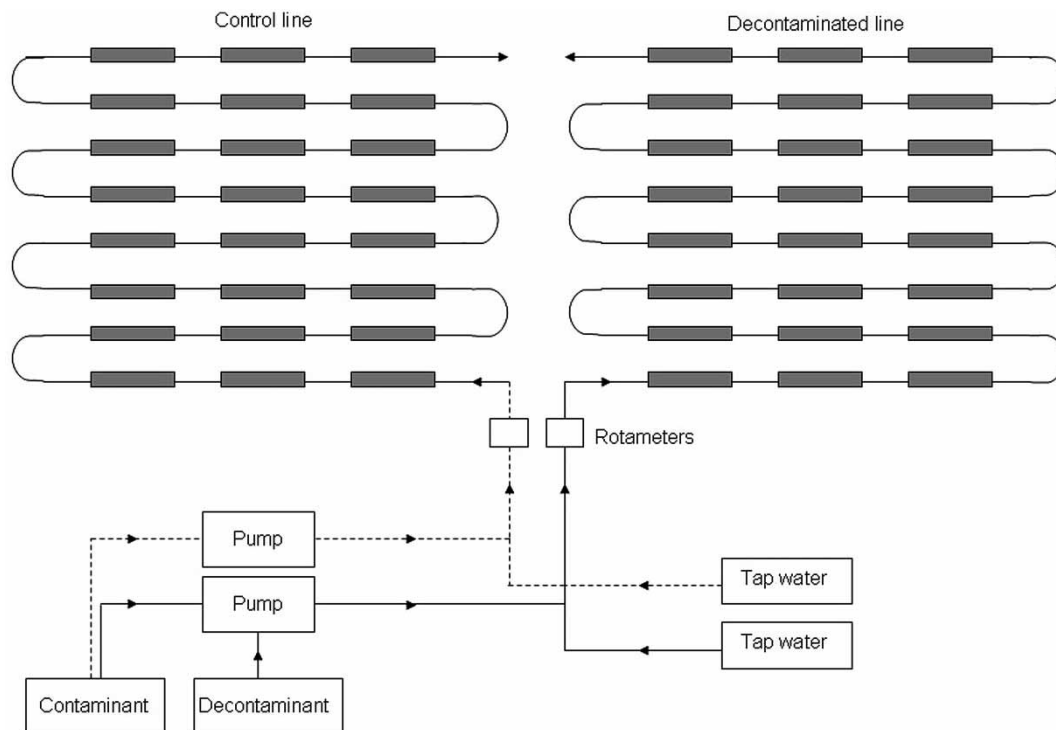 Control line
Decontaminated line
Rotameters
Pump
Tap water
Pump
Tap water
Contaminant
Decontaminant